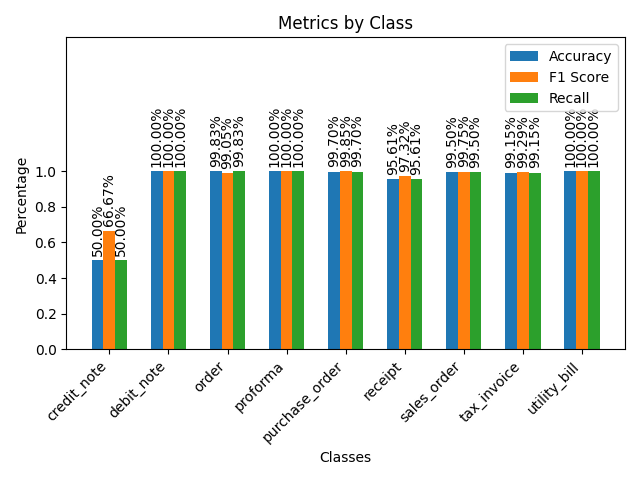 Metrics by Class
Accuracy
F1 Score
Recall
Percentage
1.0
0.8
0.6
0.4
0.2
0.0
50.00%
66.67%
50.00%
100.00%
100.00%
100.00%
99.83%
99.05%
99.83%
100.00%
100.00%
100.00%
99.70%
99.85%
99.70%
95.61%
97.32%
95.61%
99.50%
99.75%
99.50%
99.15%
99.29%
99.15%
100.00%
100.00%
100.00%
credit_note
debit_note
order
proforma
purchase_order
receipt
sales_order
tax_invoice
utility_bill
Classes